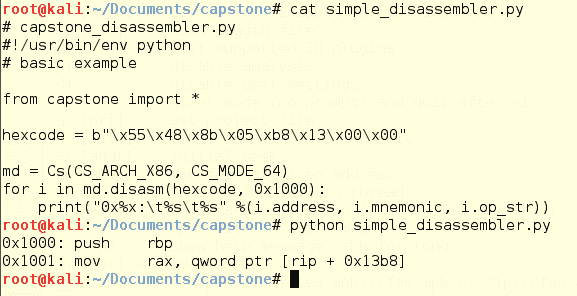 root@kali:~/Documents/capstone# cat simple_disassembler.py
# capstone_disassembler.py
#!/usr/bin/env python
# basic example

from capstone import *

hexcode = b"\x55\x48\x8b\x05\xb8\x13\x00\x00"

md = Cs(CS_ARCH_X86, CS_MODE_64)
for i in md.disasm(hexcode, 0x1000):
    print("0x%x:\t%s\t%s" %(i.address, i.mnemonic, i.op_str))
root@kali:~/Documents/capstone# python simple_disassembler.py
0x1000: push    rbp
0x1001: mov     rax, qword ptr [rip + 0x13b8]
root@kali:~/Documents/capstone#